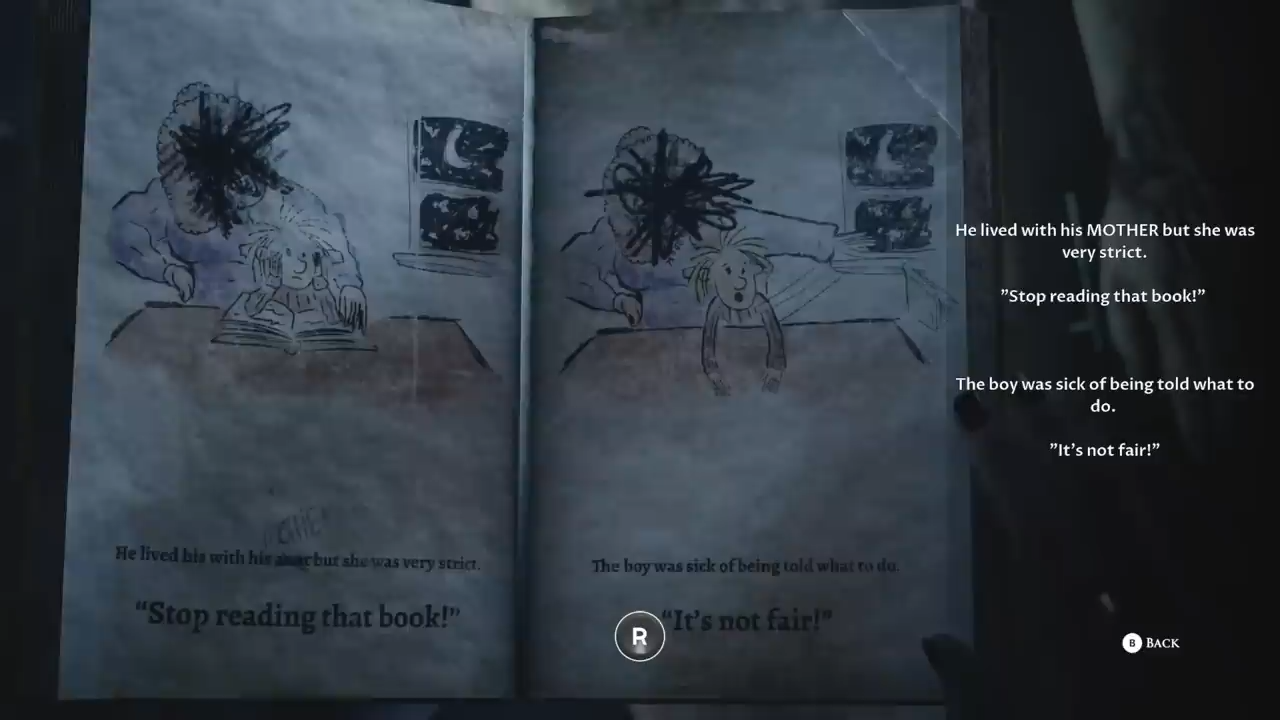 He lived his with his but she was very strict.
“Stop reading that book!”
The boy was sick of being told what to do.
“It's not fair!”
He lived with his MOTHER but she was
very strict.
"Stop reading that book!"
The boy was sick of being told what to
do.
"It's not fair!"
R
B BACK